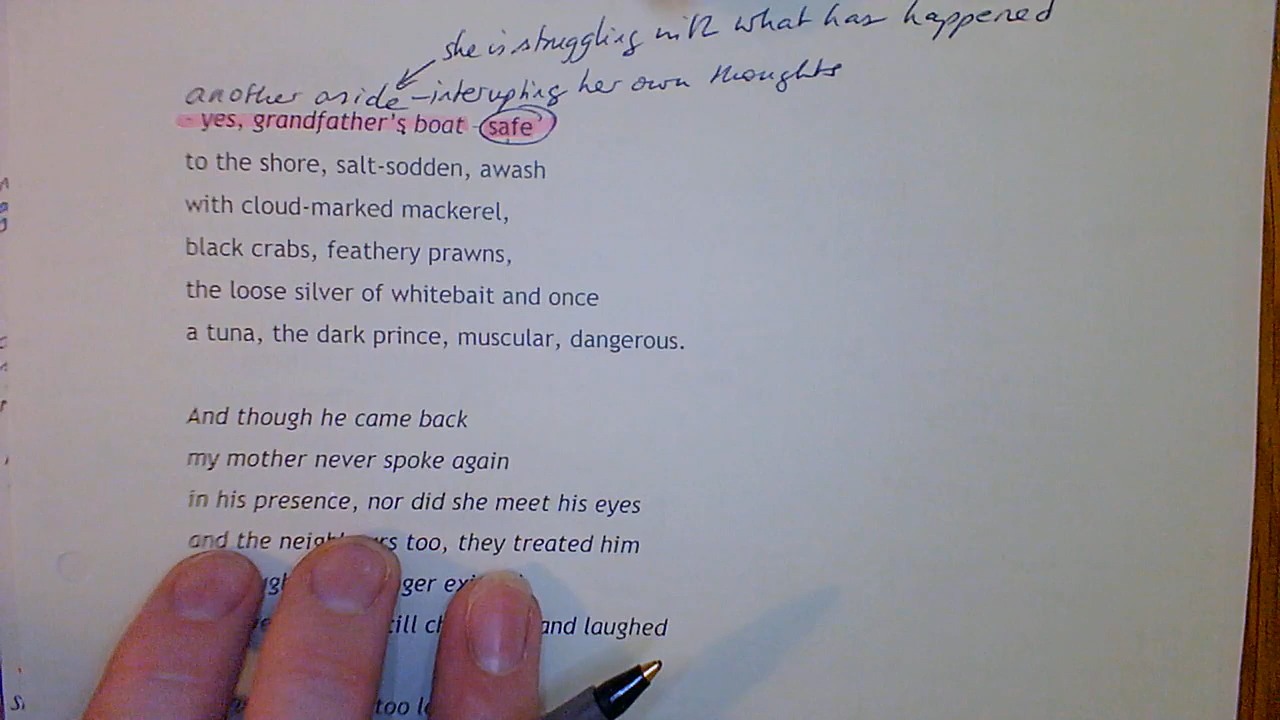 she is struggling with what has happened
another aside - interupting her own thoughts
- yes, grandfather's boat - safe
to the shore, salt-sodden, awash
with cloud-marked mackerel,
black crabs, feathery prawns,
the loose silver of whitebait and once
a tuna, the dark prince, muscular, dangerous.
And though he came back
my mother never spoke again
in his presence, nor did she meet his eyes
and the too, they treated him
and laughed
too